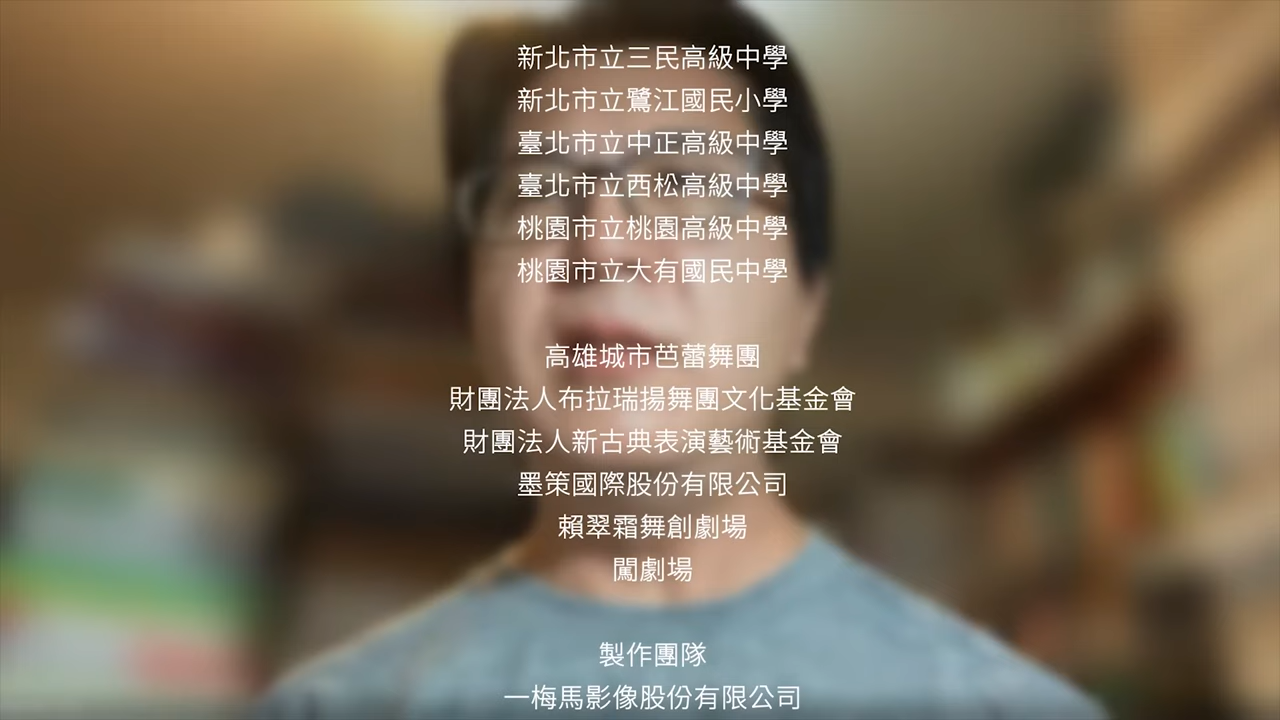 新北市立三民高級中學
新北市立鷺江國民小學
臺北市立中正高級中學
臺北市立西松高級中學
桃園市立桃園高級中學
桃園市立大有國民中學
高雄城市芭蕾舞團
財團法人布拉瑞揚舞團文化基金會
財團法人新古典表演藝術基金會
墨策國際股份有限公司
賴翠霜舞創劇場
闖劇場
製作團隊
一梅馬影像股份有限公司